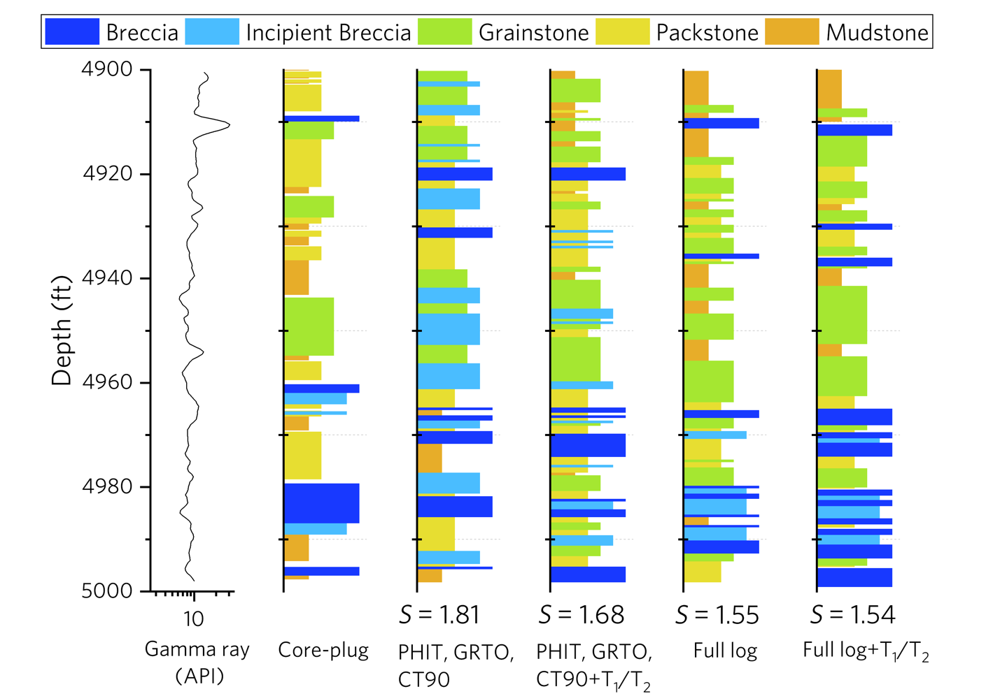 Breccia Incipient Breccia Grainstone Packstone Mudstone
4900
4920
4940
4960
4980
5000
Depth (ft)
10
Gamma ray
(API)
Core-plug
S = 1.81
PHIT, GRTO,
CT90
S = 1.68
PHIT, GRTO,
CT90+T1/T2
S = 1.55
Full log
S = 1.54
Full log+T1/T2